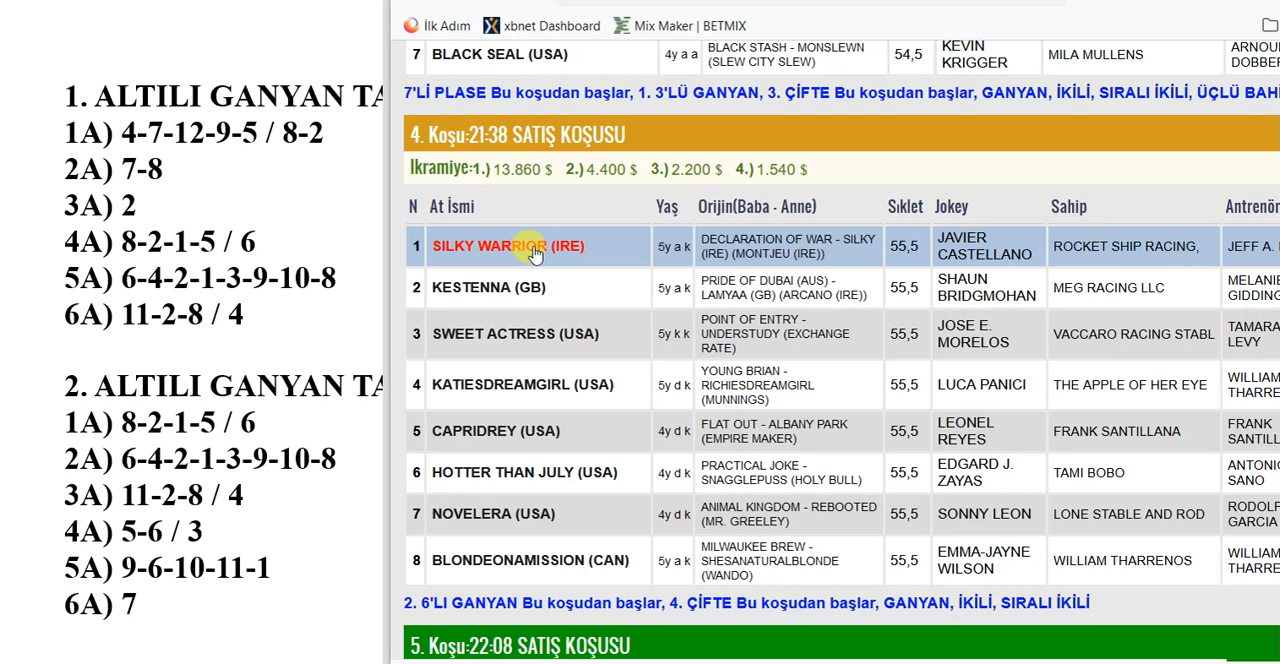 1. ALTILI GANYAN TA
1A) 4-7-12-9-5 / 8-2
2A) 7-8
3A) 2
4A) 8-2-1-5 / 6
5A) 6-4-2-1-3-9-10-8
6A) 11-2-8 / 4
2. ALTILI GANYAN TA
1A) 8-2-1-5 / 6
2A) 6-4-2-1-3-9-10-8
3A) 11-2-8 / 4
4A) 5-6 / 3
5A) 9-6-10-11-1
6A) 7
İlk Adım xbnet Dashboard Mix Maker | BETMIX
7 BLACK SEAL (USA) 4y a a BLACK STASH - MONSLEWN (SLEW CITY SLEW) 54,5 KEVIN KRIGGER MILA MULLENS ARNOU DOBBER
7'Lİ PLASE Bu koşudan başlar, 1. 3'LÜ GANYAN, 3. ÇİFTE Bu koşudan başlar, GANYAN, İKİLİ, SIRALI İKİLİ, ÜÇLÜ BAHİ
4. Koşu:21:38 SATIŞ KOŞUSU
İkramiye:1.) 13.860 $ 2.) 4.400 $ 3.) 2.200 $ 4.) 1.540 $
N At İsmi Yaş Orijin(Baba - Anne) Sıklet Jokey Sahip Antrenör
1 SILKY WARRIOR (IRE) 5y a k DECLARATION OF WAR - SILKY (IRE) (MONTJEU (IRE)) 55,5 JAVIER CASTELLANO ROCKET SHIP RACING, JEFF A.
2 KESTENNA (GB) 5y a k PRIDE OF DUBAI (AUS) - LAMYAA (GB) (ARCANO (IRE)) 55,5 SHAUN BRIDGMOHAN MEG RACING LLC MELANIE GIDDING
3 SWEET ACTRESS (USA) 5y k k POINT OF ENTRY - UNDERSTUDY (EXCHANGE RATE) 55,5 JOSE E. MORELOS VACCARO RACING STABL TAMARA LEVY
4 KATIESDREAMGIRL (USA) 5y d k YOUNG BRIAN - RICHIESDREAMGIRL (MUNNINGS) 55,5 LUCA PANICI THE APPLE OF HER EYE WILLIAM THARREN
5 CAPRIDREY (USA) 4y d k FLAT OUT - ALBANY PARK (EMPIRE MAKER) 55,5 LEONEL REYES FRANK SANTILLANA FRANK SANTILL
6 HOTTER THAN JULY (USA) 4y d k PRACTICAL JOKE - SNAGGLEPUSS (HOLY BULL) 55,5 EDGARD J. ZAYAS TAMI BOBO ANTONIO SANO
7 NOVELERA (USA) 4y d k ANIMAL KINGDOM - REBOOTED (MR. GREELEY) 55,5 SONNY LEON LONE STABLE AND ROD RODOLF GARCIA
8 BLONDEONAMISSION (CAN) 5y a k MILWAUKEE BREW - SHESANATURALBLONDE (WANDO) 55,5 EMMA-JAYNE WILSON WILLIAM THARRENOS WILLIAM THARREN
2. 6'LI GANYAN Bu koşudan başlar, 4. ÇİFTE Bu koşudan başlar, GANYAN, İKİLİ, SIRALI İKİLİ
5. Koşu:22:08 SATIŞ KOŞUSU